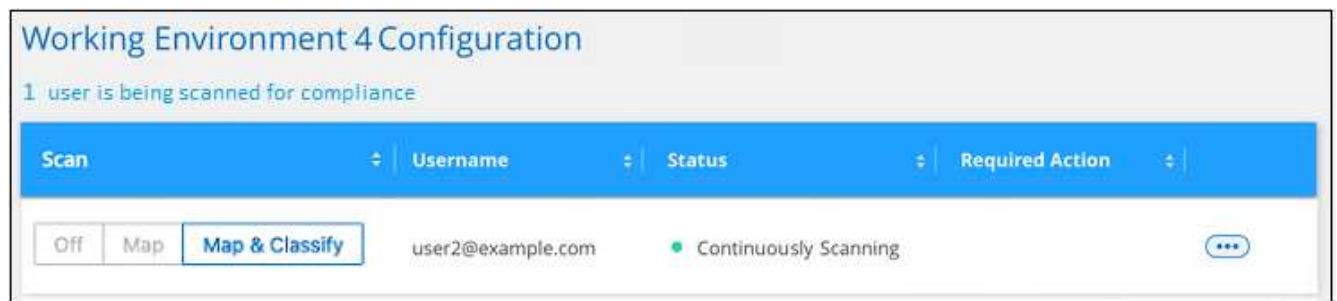 Working Environment 4 Configuration
1 user is being scanned for compliance
Scan Username Status Required Action
Off Map Map & Classify user2@example.com Continuously Scanning